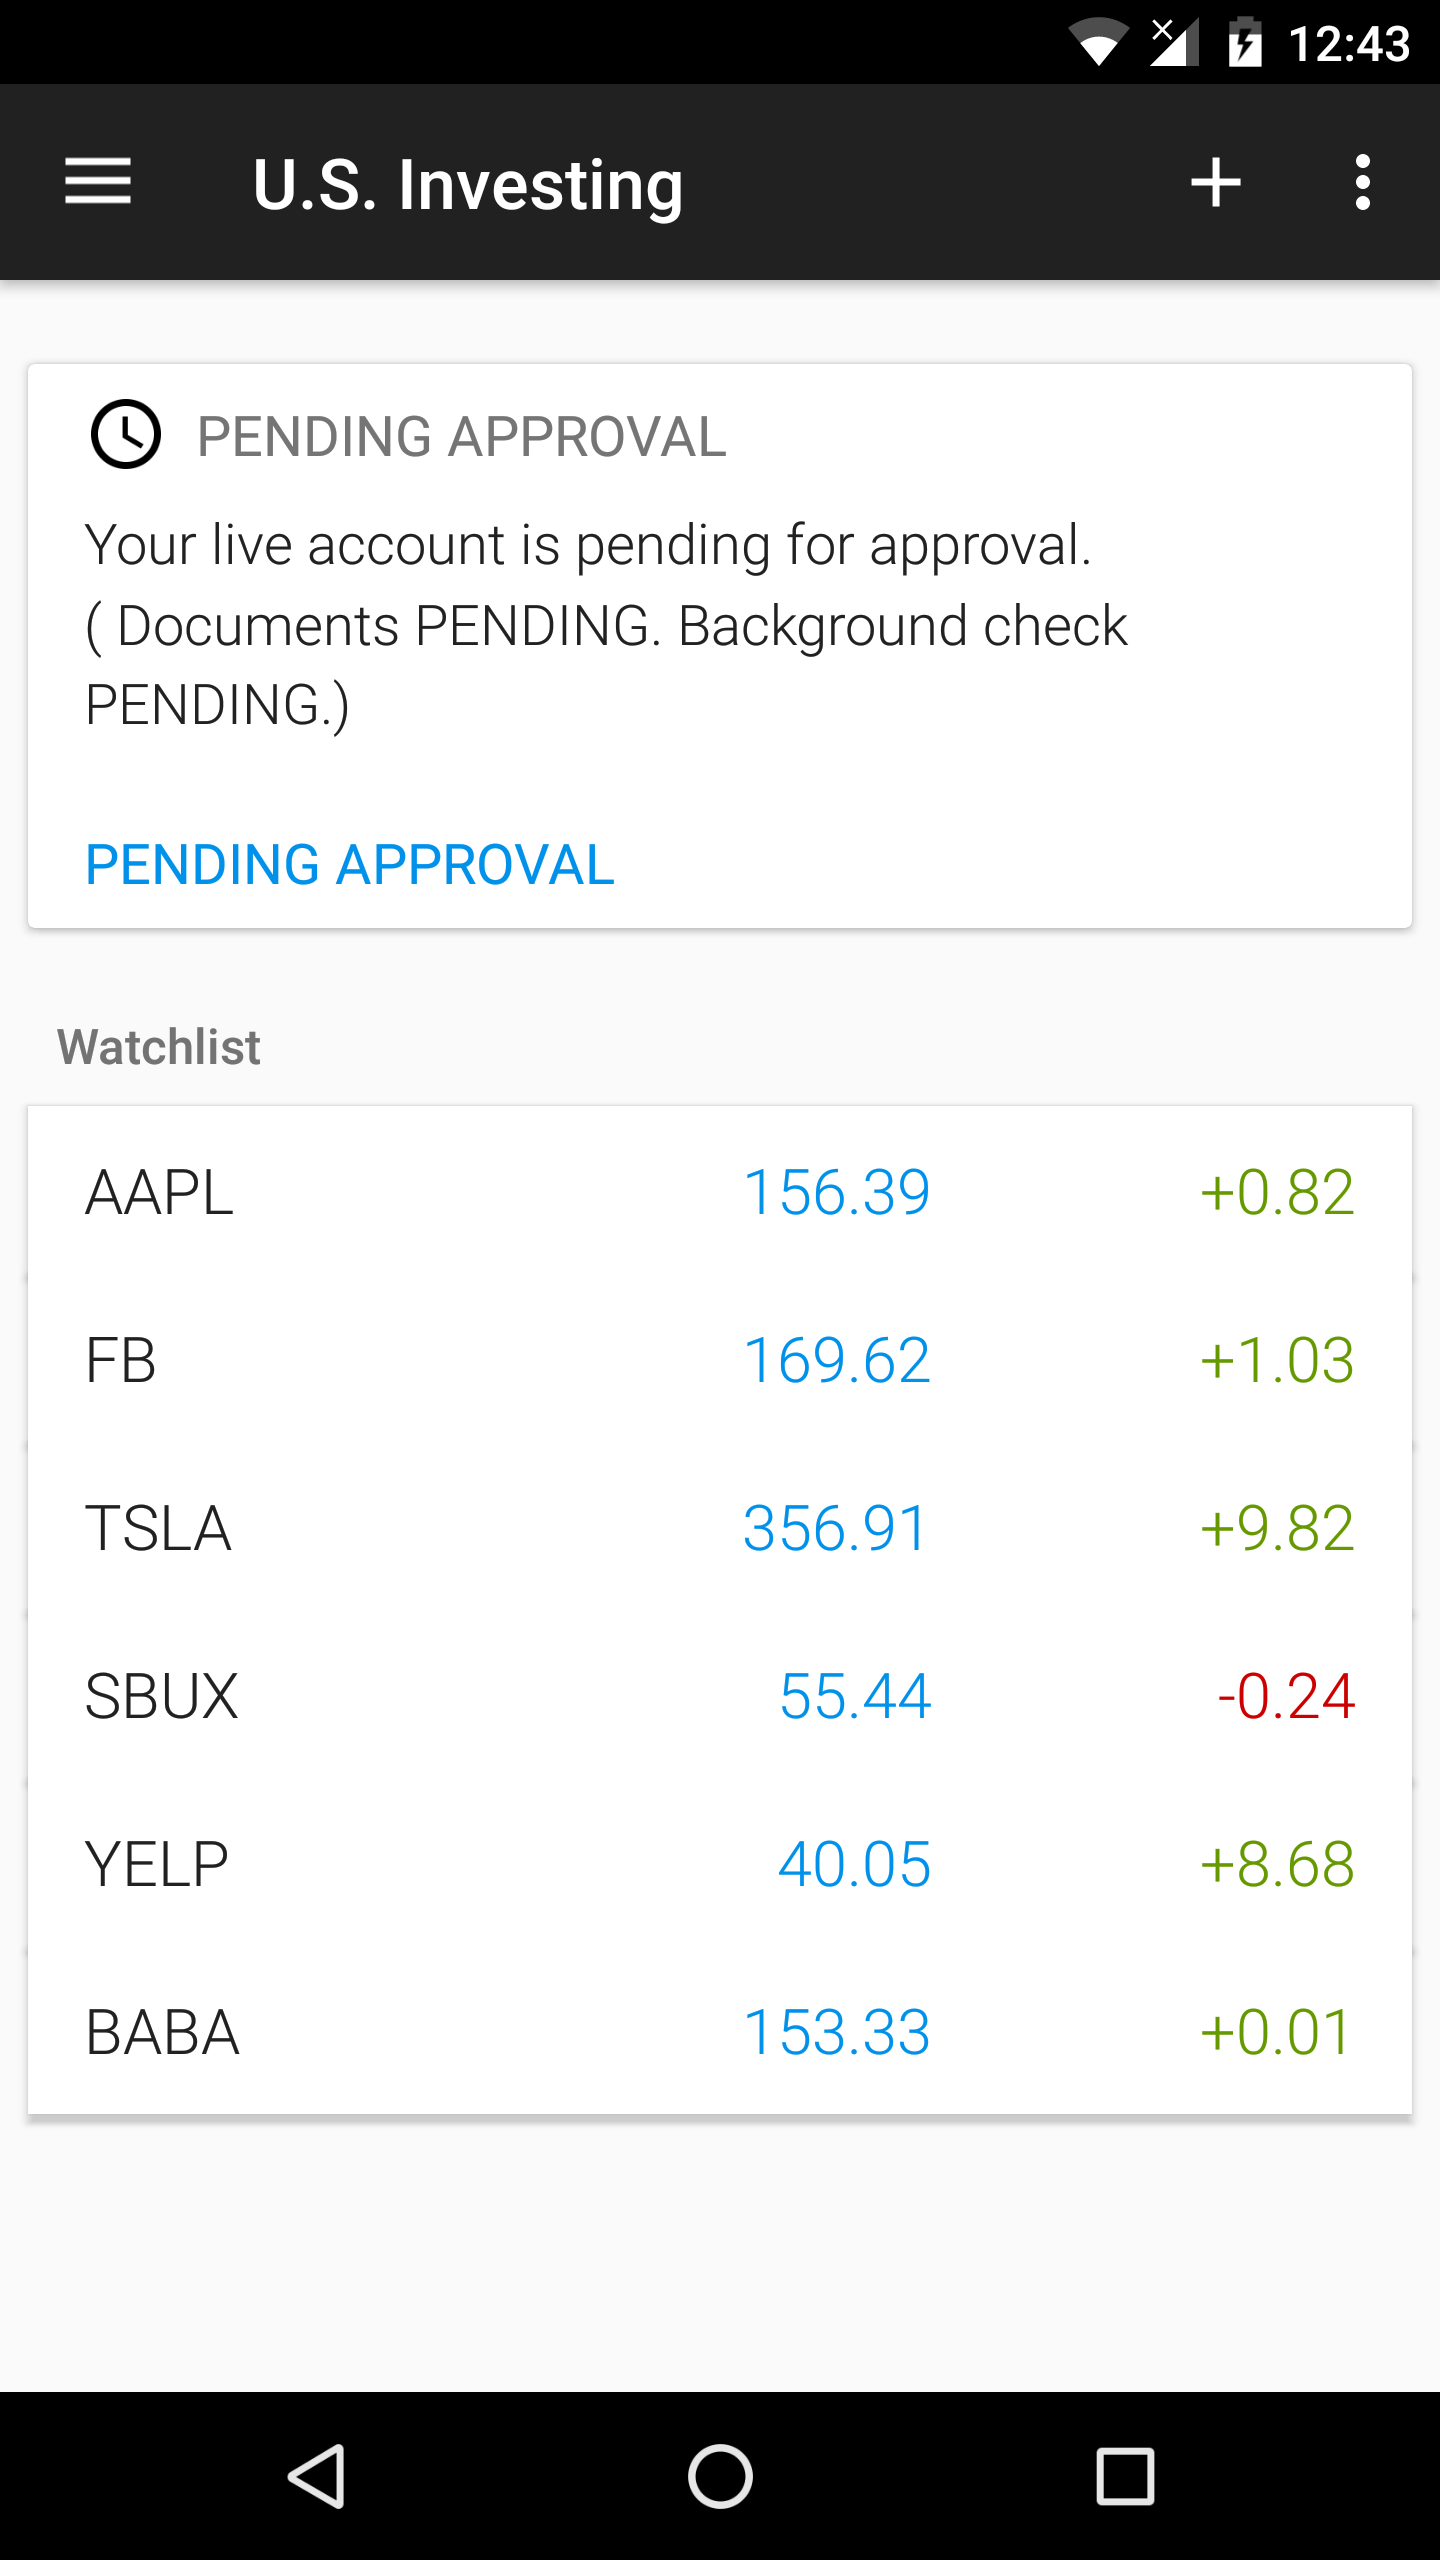 12:43
U.S. Investing
PENDING APPROVAL
Your live account is pending for approval.
( Documents PENDING. Background check
PENDING.)
PENDING APPROVAL
Watchlist
AAPL 156.39 +0.82
FB 169.62 +1.03
TSLA 356.91 +9.82
SBUX 55.44 -0.24
YELP 40.05 +8.68
BABA 153.33 +0.01